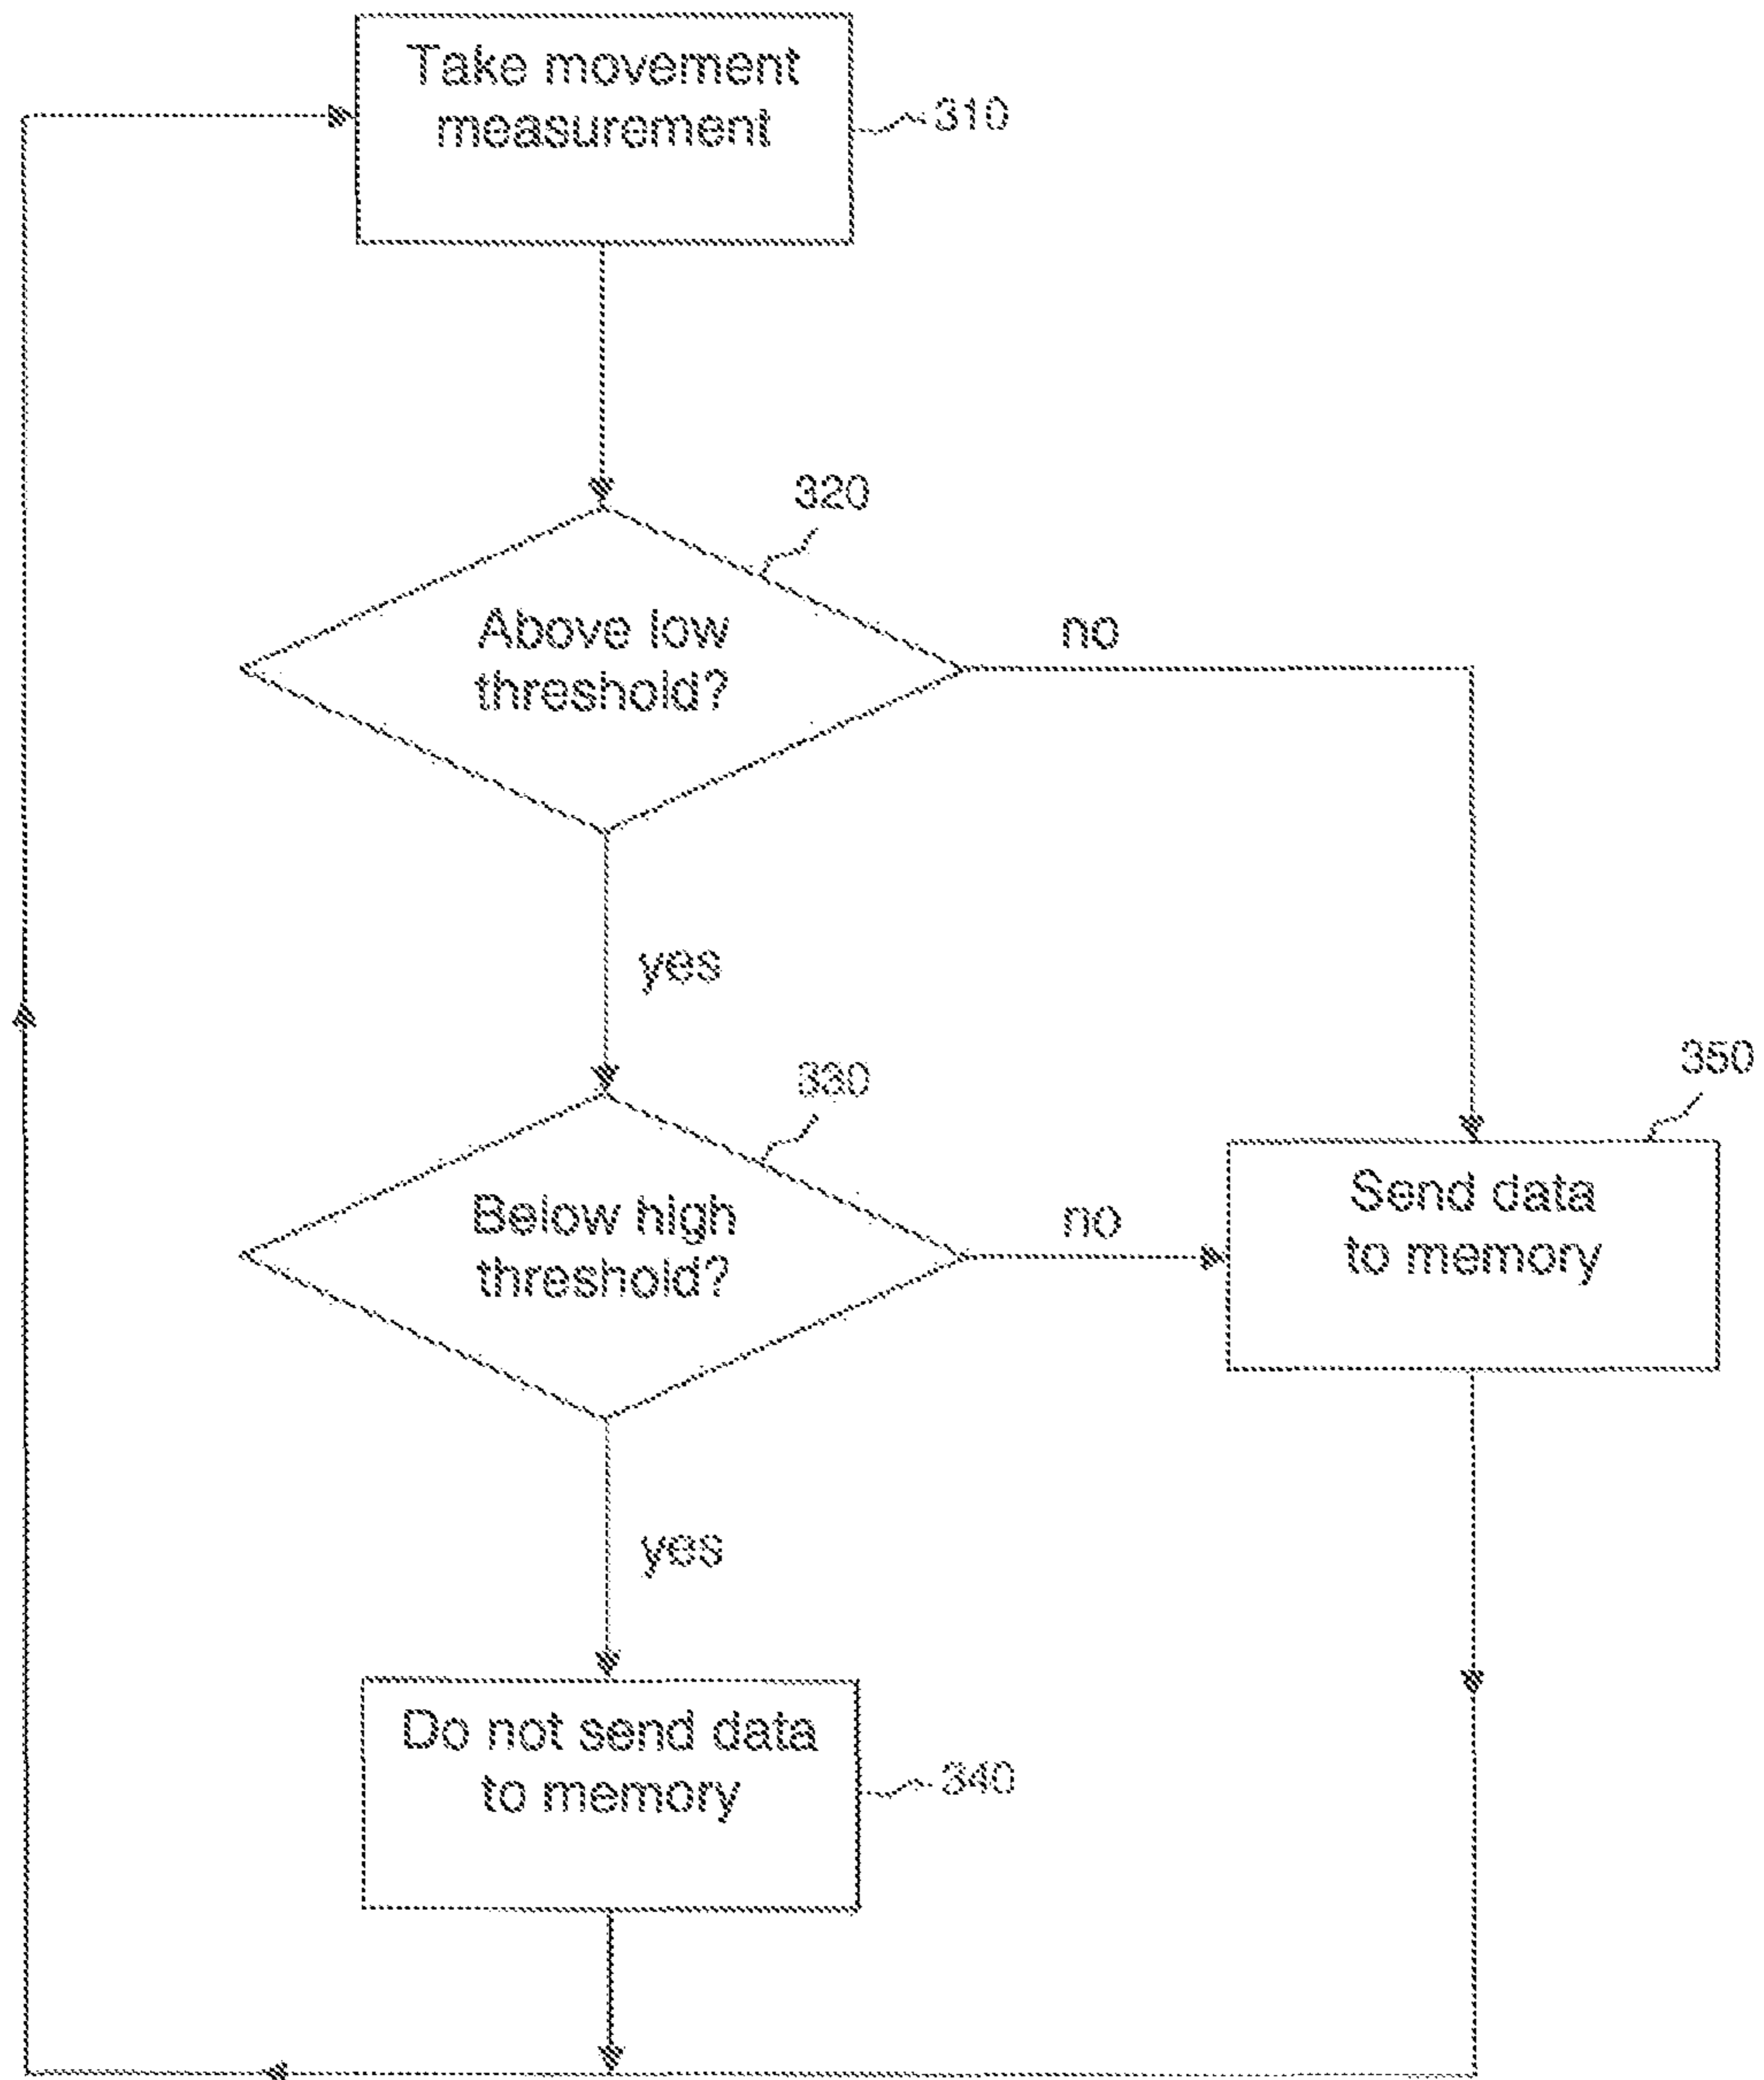 Take movement
measurement
310
320
Above low
threshold?
no
yes
330
350
Below high
threshold?
no
Send data
to memory
yes
Do not send data
to memory
340